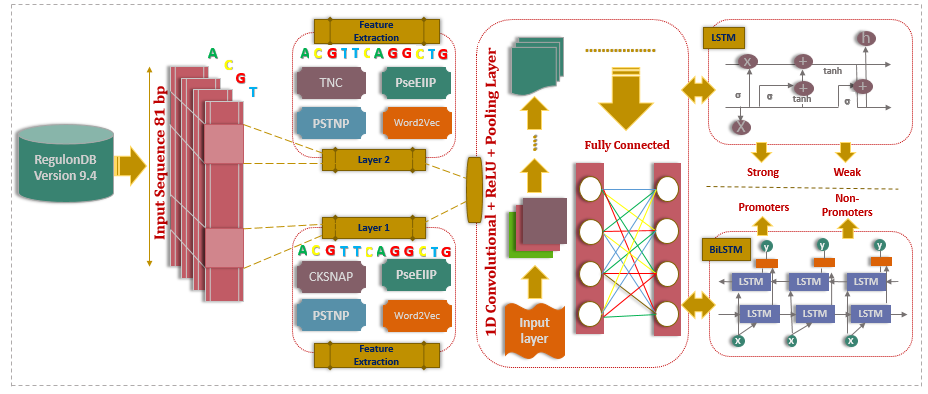 RegulonDB
Version 9.4
Input Sequence 81 bp
A
C
G
T
Feature
Extraction
A C G T T C A G G C T G
TNC
PseEIIP
PSTNP
Word2Vec
Layer 2
Layer 1
A C G T T C A G G C T G
CKSNAP
PseEIIP
PSTNP
Word2Vec
Feature
Extraction
1D Convolutional + ReLU + Pooling Layer
Input
layer
Fully Connected
LSTM
h
X
+
tanh
+
+
σ
σ
tanh
σ
X
Strong
Weak
Promoters
Non-
Promoters
BiLSTM
y
y
y
LSTM
LSTM
LSTM
LSTM
LSTM
LSTM
x
x
x